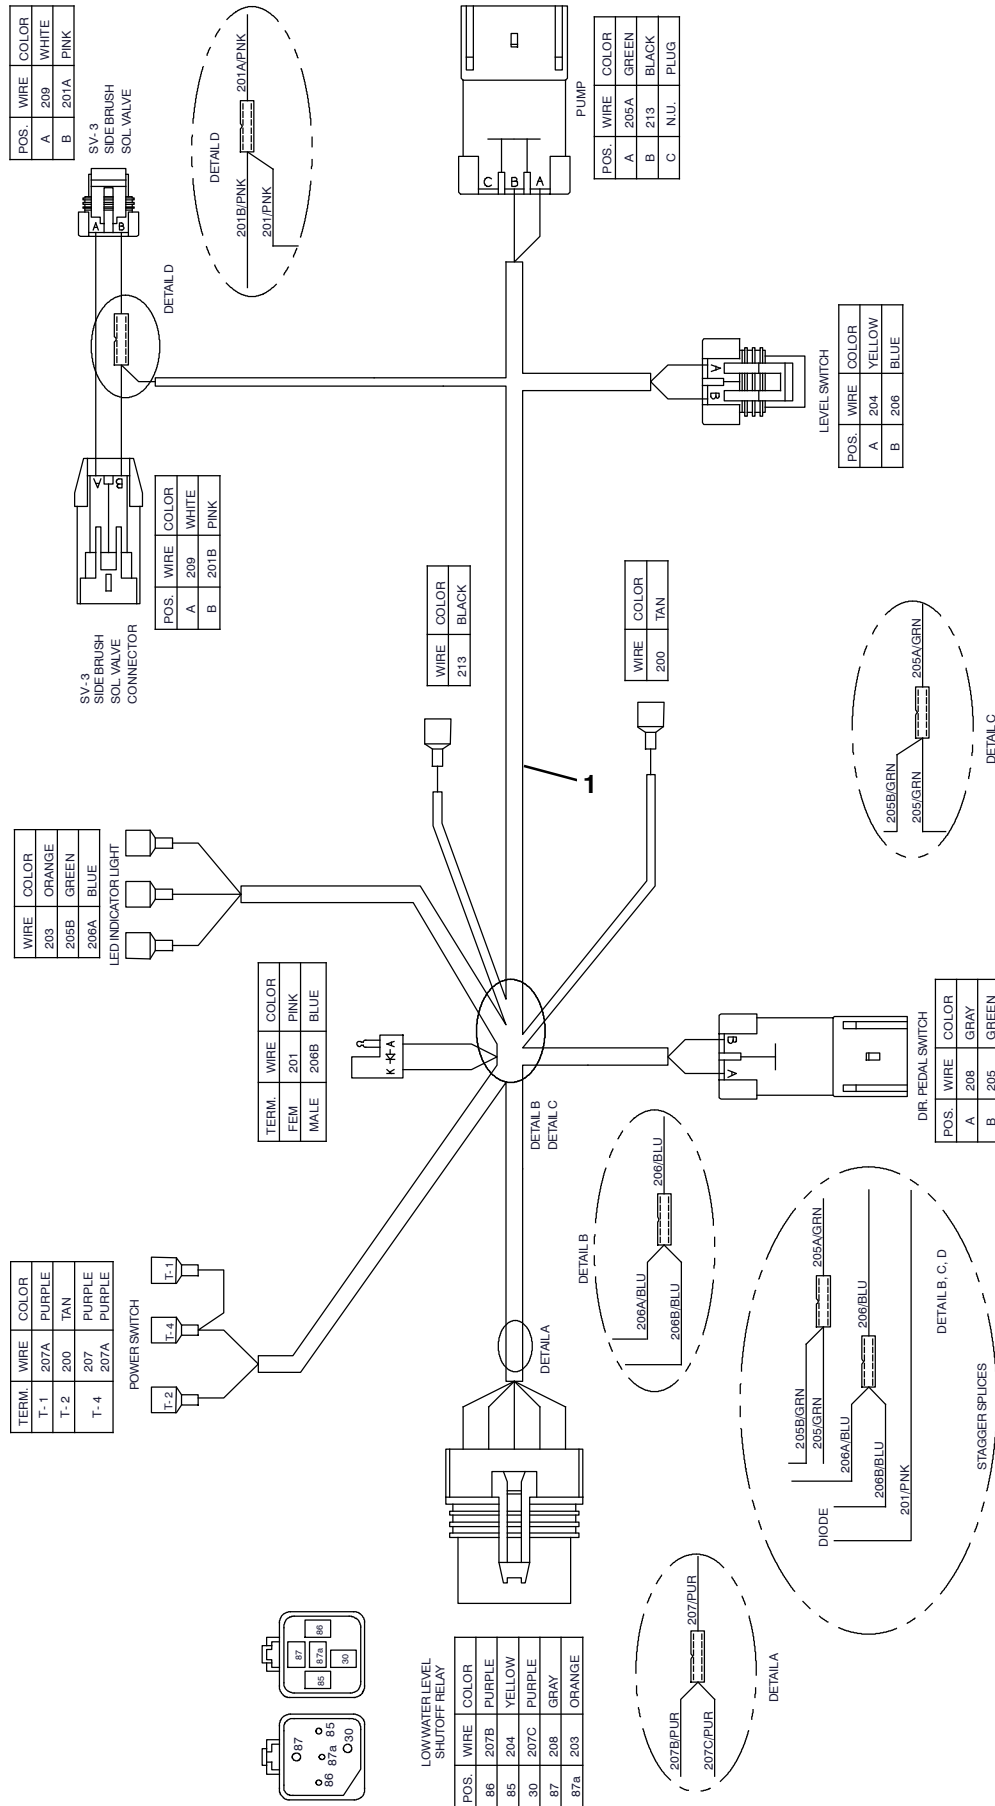 TERM. WIRE COLOR
T-1 207A PURPLE
T-2 200 TAN
T-4 207 PURPLE
207A PURPLE
POWER SWITCH
T-2
T-4
T-1
WIRE COLOR
203 ORANGE
205B GREEN
206A BLUE
LED INDICATOR LIGHT
SV-3
SIDE BRUSH
SOL VALVE
CONNECTOR
A
B
POS. WIRE COLOR
A 209 WHITE
B 201B PINK
POS. WIRE COLOR
A 209 WHITE
B 201A PINK
SV-3
SIDE BRUSH
SOL VALVE
A
B
DETAIL D
DETAIL D
201B/PNK
201A/PNK
201/PNK
87
86
87a
85
30
87
85
87a
86
30
TERM. WIRE COLOR
FEM 201 PINK
MALE 206B BLUE
K
A
WIRE COLOR
213 BLACK
LOW WATER LEVEL
SHUTOFF RELAY
POS. WIRE COLOR
86 207B PURPLE
85 204 YELLOW
30 207C PURPLE
87 208 GRAY
87a 203 ORANGE
DETAIL A
DETAIL B
DETAIL C
1
C
B
A
PUMP
POS. WIRE COLOR
A 205A GREEN
B 213 BLACK
C N.U. PLUG
WIRE COLOR
200 TAN
207B/PUR
207C/PUR
207/PUR
DETAIL A
DETAIL B
206A/BLU
206B/BLU
206/BLU
A
B
DIR. PEDAL SWITCH
POS. WIRE COLOR
A 208 GRAY
B 205 GREEN
B
A
LEVEL SWITCH
POS. WIRE COLOR
A 204 YELLOW
B 206 BLUE
205B/GRN
205/GRN
205A/GRN
206A/BLU
206/BLU
DIODE
206B/BLU
201/PNK
DETAIL B, C, D
STAGGER SPLICES
205B/GRN
205/GRN
205A/GRN
DETAIL C